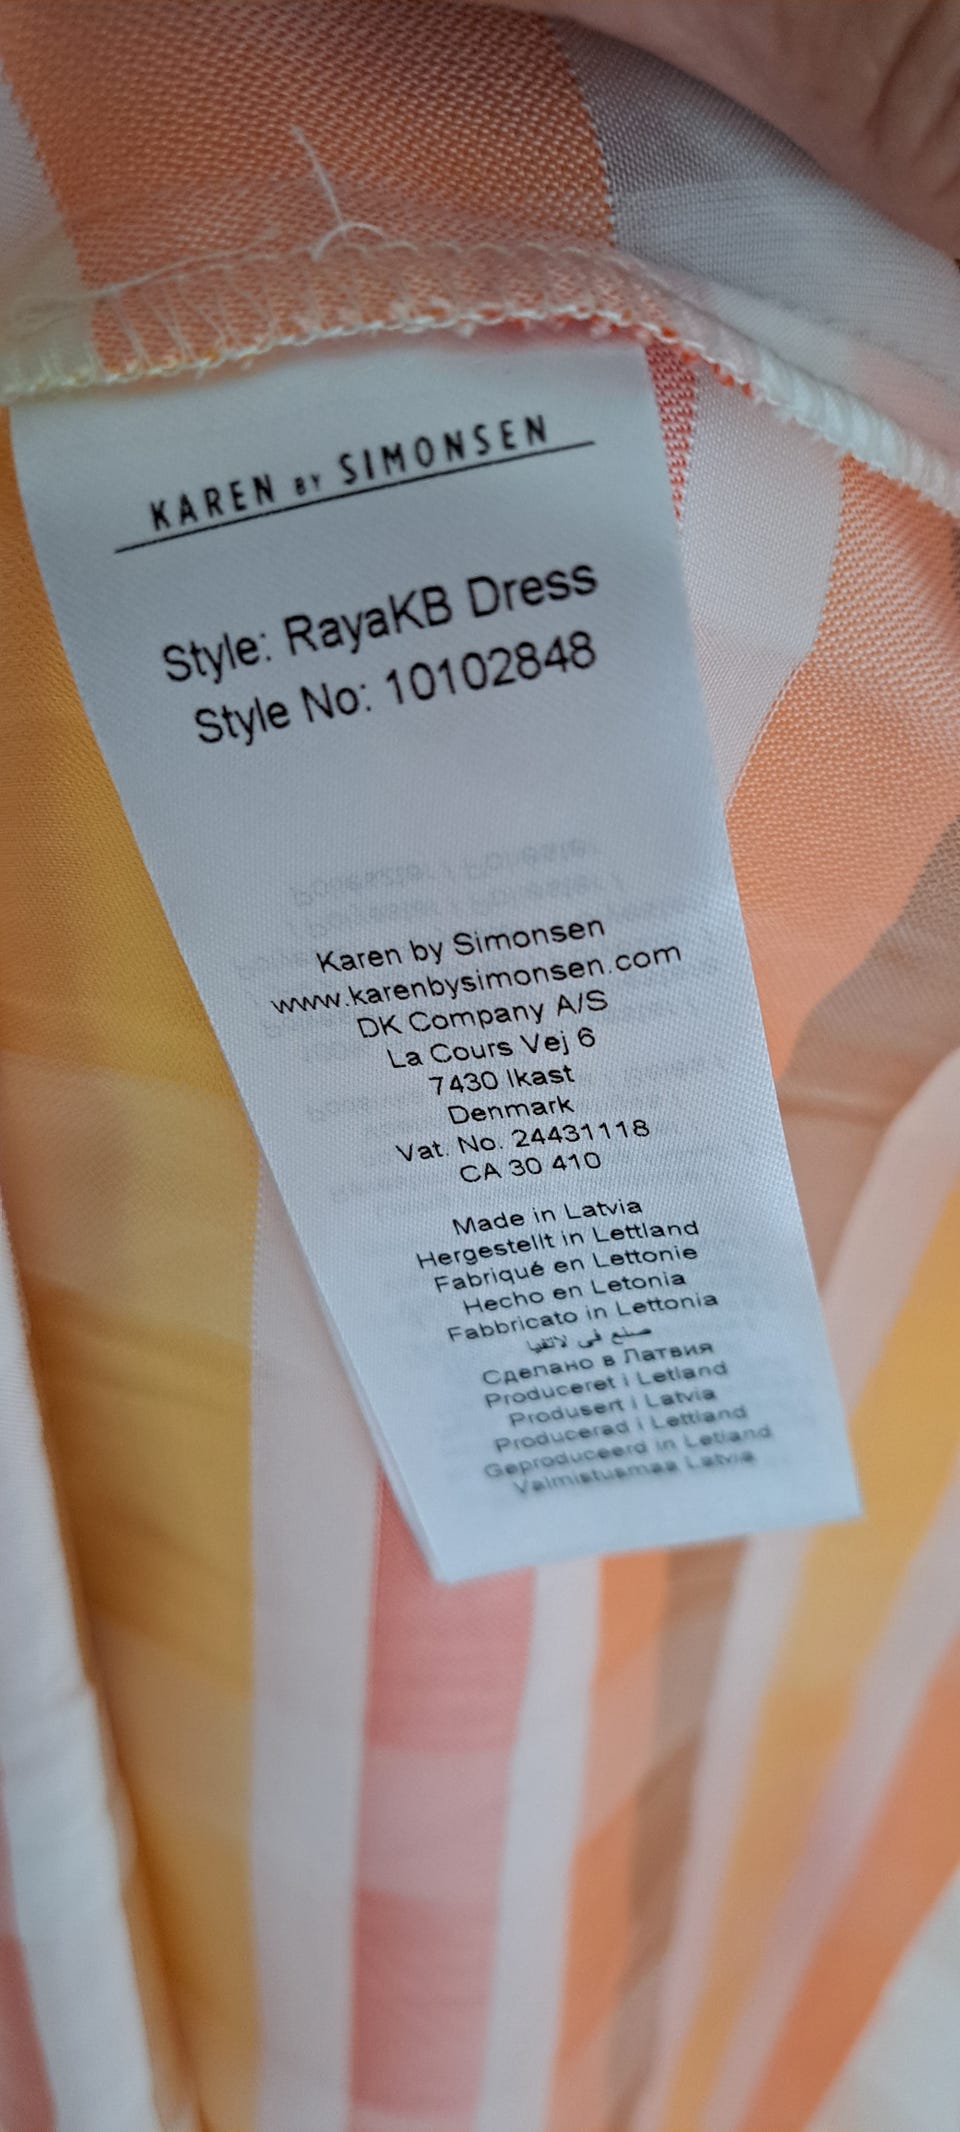 KAREN BY SIMONSEN
Style: RayaKB Dress
Style No: 10102848
Karen by Simonsen
www.karenbysimonsen.com
DK Company A/S
La Cours Vej 6
7430 Ikast
Denmark
Vat. No. 24431118
CA 30 410
Made in Latvia
Hergestellt in Lettland
Fabriqué en Lettonie
Hecho en Letonia
Fabbricato in Lettonia
صنع في لاتفيا
Сделано в Латвия
Produceret i Letland
Produsert i Latvia
Producerad i Lettland
Geproduceerd in Letland
Valmistusmaa Latvia